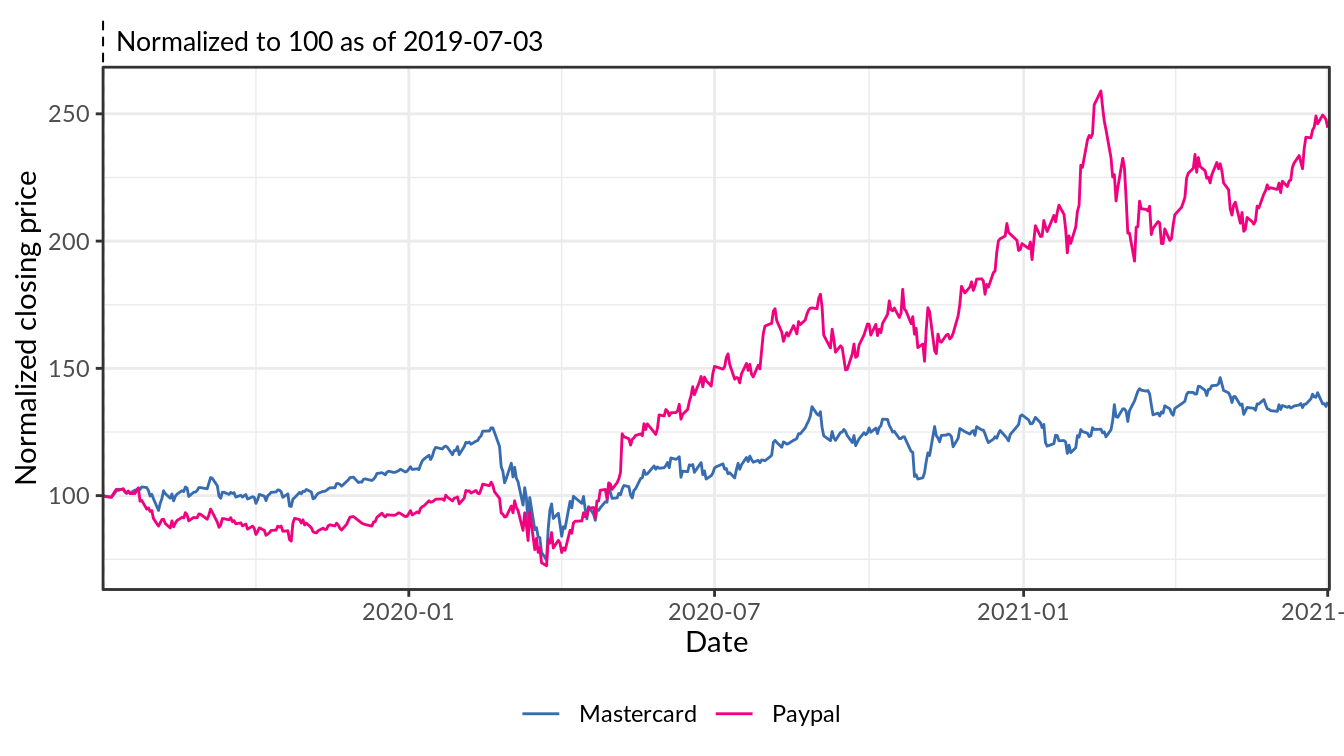 Normalized to 100 as of 2019-07-03
250
200
150
100
Normalized closing price
2020-01
2020-07
2021-01
2021-
Date
Mastercard
Paypal